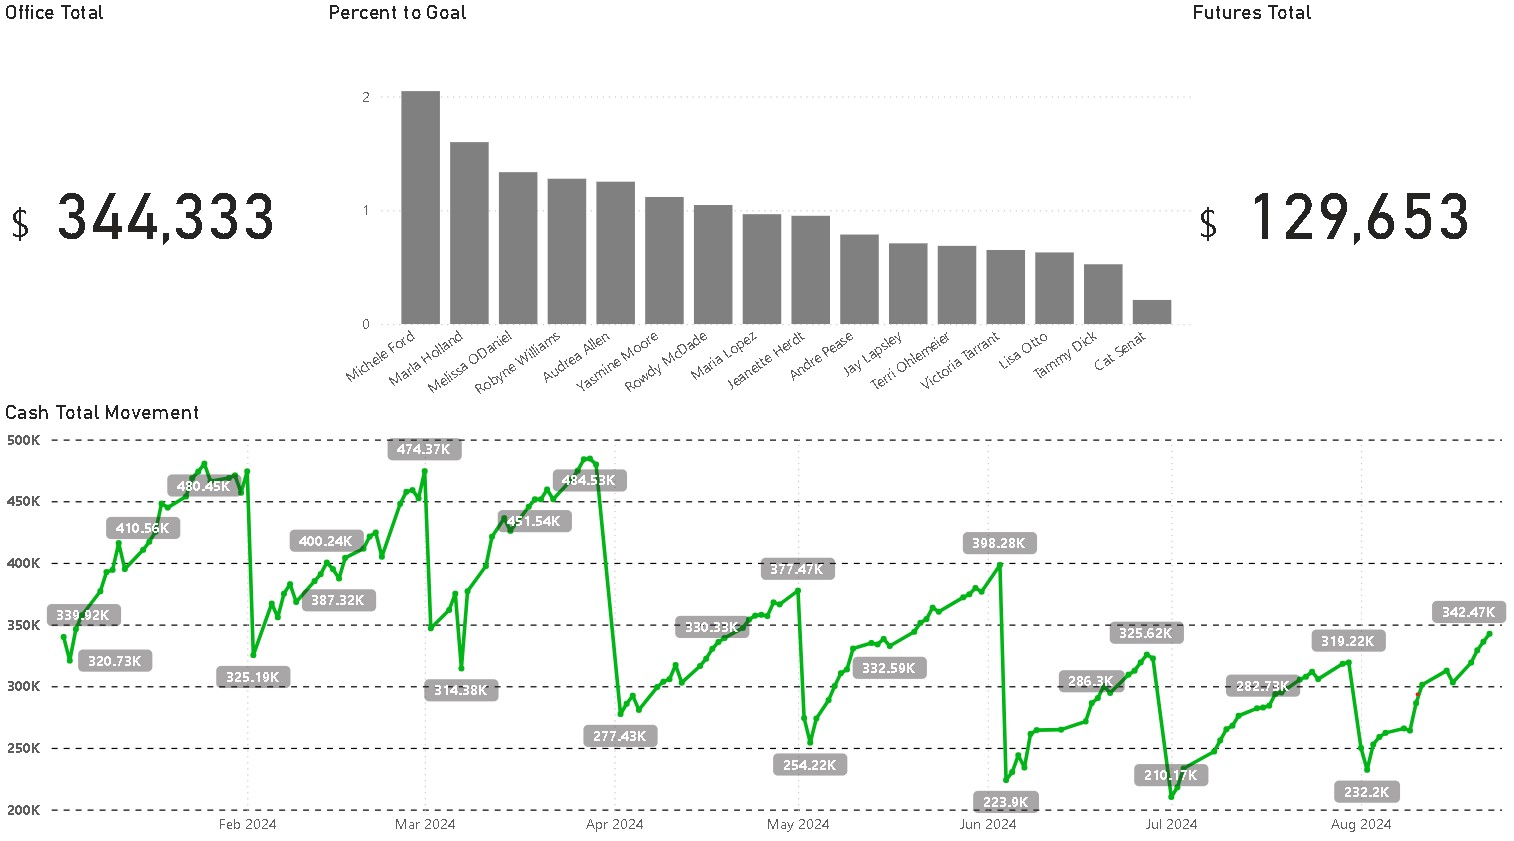 Office Total
Percent to Goal
Futures Total
2
1
0
$ 344,333
$ 129,653
Michele Ford
Marla Holland
Melissa ODaniel
Robyne Williams
Audrea Allen
Yasmine Moore
Rowdy McDade
Maria Lopez
Jeanette Herdt
Andre Pease
Jay Lapsley
Terri Ohlemeier
Victoria Tarrant
Lisa Otto
Tammy Dick
Cat Senat
Cash Total Movement
500K
450K
400K
350K
300K
250K
200K
339.92K
320.73K
410.56K
480.45K
325.19K
400.24K
387.32K
474.37K
314.38K
451.54K
484.53K
277.43K
330.33K
377.47K
254.22K
332.59K
398.28K
223.9K
286.3K
325.62K
210.17K
282.73K
319.22K
232.2K
342.47K
Feb 2024
Mar 2024
Apr 2024
May 2024
Jun 2024
Jul 2024
Aug 2024